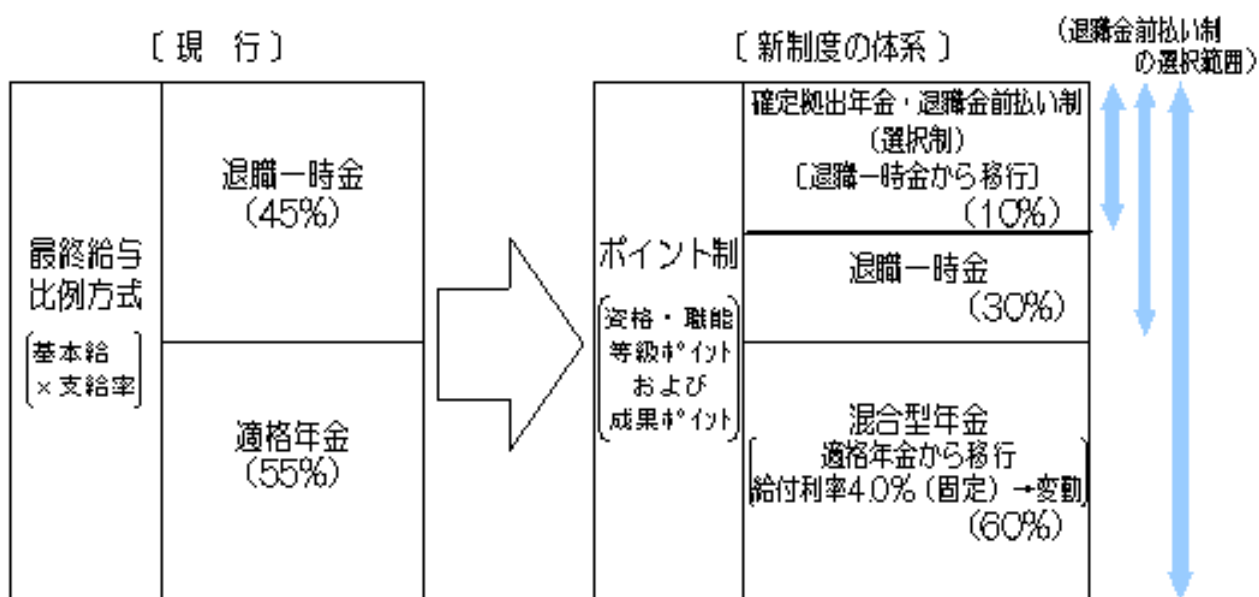 〔 現　行 〕
最終給与
比例方式
基本給
×支給率
退職一時金
(45%)
適格年金
(55%)
〔 新制度の体系 〕
ポイント制
資格・職能
等級ポイント
および
成果ポイント
確定拠出年金・退職金前払い制
(選択制)
〔退職一時金から移行〕
(10%)
退職一時金
(30%)
混合型年金
適格年金から移行
給付利率4.0% (固定) →変動
(60%)
(退職金前払い制
の選択範囲)